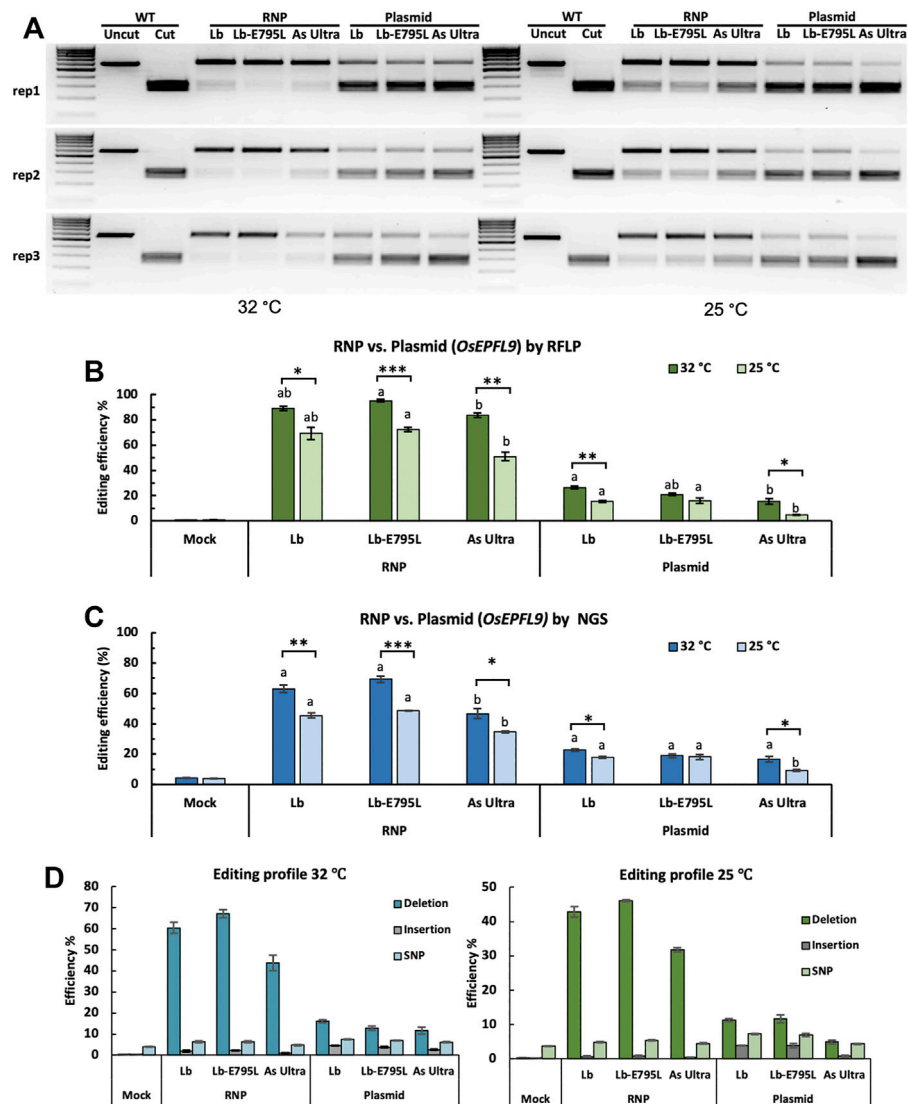 A
WT RNP Plasmid WT RNP Plasmid
Uncut Cut Lb Lb-E795L As Ultra Lb Lb-E795L As Ultra Uncut Cut Lb Lb-E795L As Ultra Lb Lb-E795L As Ultra
rep1
rep2
rep3
32 °C 25 °C
RNP vs. Plasmid (OsEPFL9) by RFLP
B
32 °C 25 °C
Editing efficiency %
100
80
60
40
20
0
* *** ** ** *
ab ab a a b b a a ab a b b
Mock Lb Lb-E795L As Ultra Lb Lb-E795L As Ultra
RNP Plasmid
C
RNP vs. Plasmid (OsEPFL9) by NGS
32 °C 25 °C
Editing efficiency (%)
100
80
60
40
20
0
** *** * * *
a a a a b b a a a a a b
Mock Lb Lb-E795L As Ultra Lb Lb-E795L As Ultra
RNP Plasmid
D
Editing profile 32 °C
Efficiency %
80
70
60
50
40
30
20
10
0
Deletion
Insertion
SNP
Lb Lb-E795L As Ultra Lb Lb-E795L As Ultra
Mock RNP Plasmid
Editing profile 25 °C
Efficiency %
50
40
30
20
10
0
Deletion
Insertion
SNP
Lb Lb-E795L As Ultra Lb Lb-E795L As Ultra
Mock RNP Plasmid